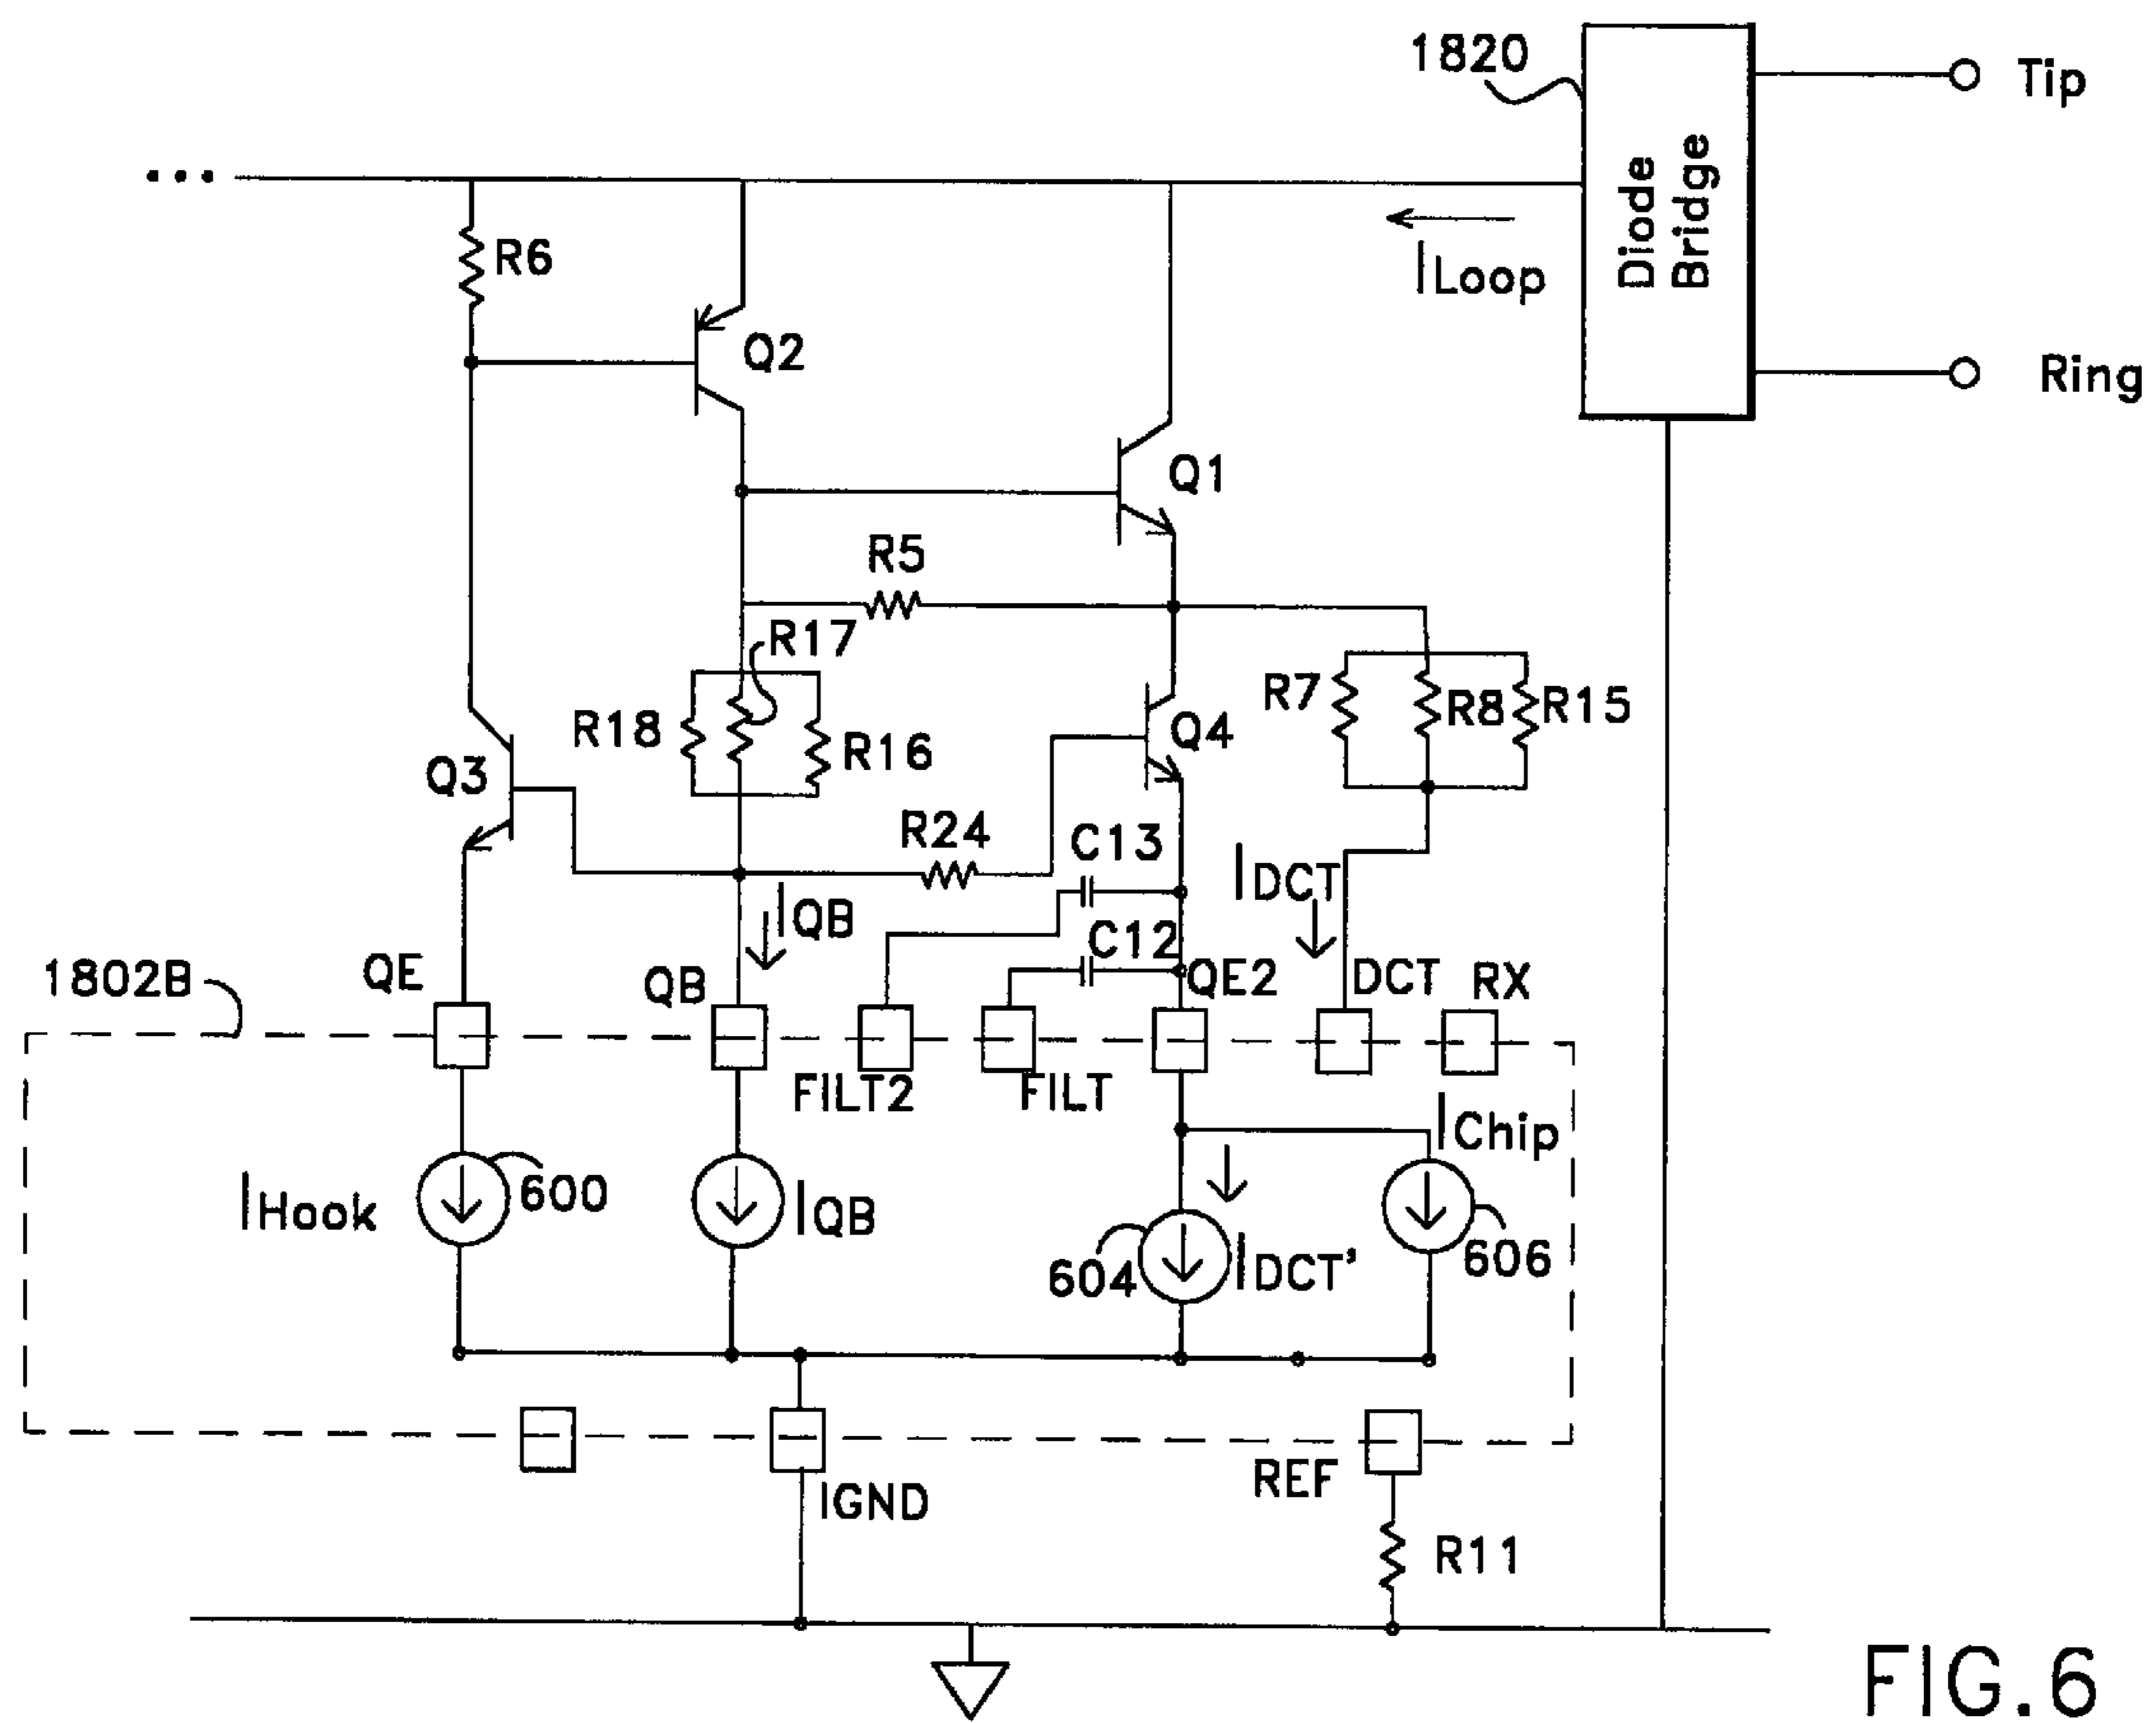 1820
Tip
...
Diode Bridge
R6
ILoop
Q2
Ring
Q1
R5
R17
R7
R8
R15
R18
R16
Q4
Q3
R24
C13
IDCT
IQB
C12
1802B
QE
QB
QE2
DCT
RX
FILT2
FILT
IChip
IHook
600
IQB
604
IDCT'
606
IGND
REF
R11
FIG.6